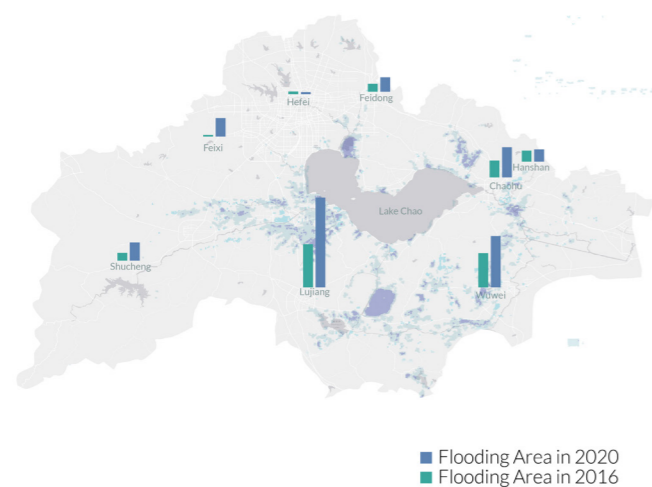 Hefei
Feidong
Feixi
Hanshan
Chaohu
Lake Chao
Shucheng
Lujiang
Wuwei
Flooding Area in 2020
Flooding Area in 2016